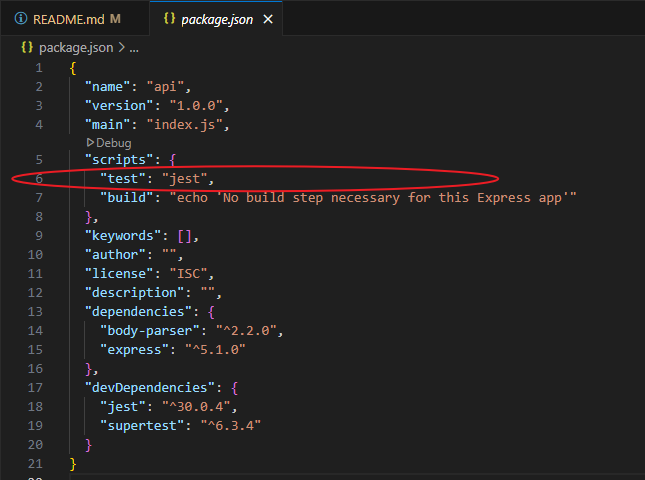 README.md M
{} package.json ×
{} package.json > ...
1 {
2 "name": "api",
3 "version": "1.0.0",
4 "main": "index.js",
Debug
5 "scripts": {
6 "test": "jest",
7 "build": "echo 'No build step necessary for this Express app'"
8 },
9 "keywords": [],
10 "author": "",
11 "license": "ISC",
12 "description": "",
13 "dependencies": {
14 "body-parser": "^2.2.0",
15 "express": "^5.1.0"
16 },
17 "devDependencies": {
18 "jest": "^30.0.4",
19 "supertest": "^6.3.4"
20 }
21 }